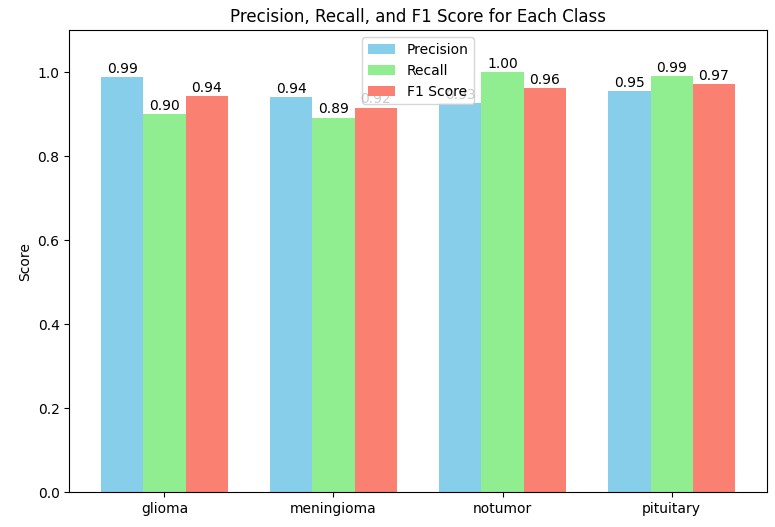 Precision, Recall, and F1 Score for Each Class
Precision
Recall
F1 Score
0.99
0.90
0.94
0.94
0.89
0.92
0.93
1.00
0.96
0.95
0.99
0.97
1.0
0.8
0.6
0.4
0.2
0.0
Score
glioma
meningioma
notumor
pituitary